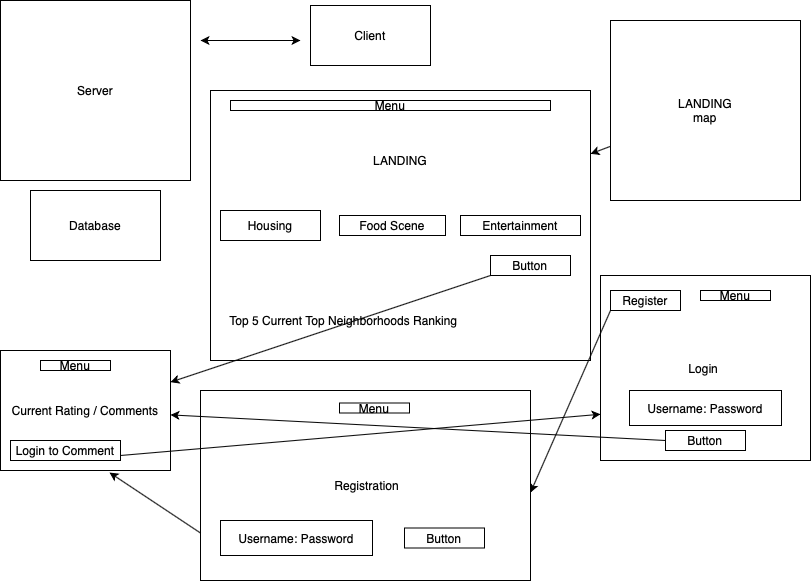 Server
Client
LANDING
map
Menu
LANDING
Database
Housing
Food Scene
Entertainment
Button
Top 5 Current Top Neighborhoods Ranking
Register
Menu
Login
Username: Password
Button
Menu
Current Rating / Comments
Login to Comment
Menu
Registration
Username: Password
Button